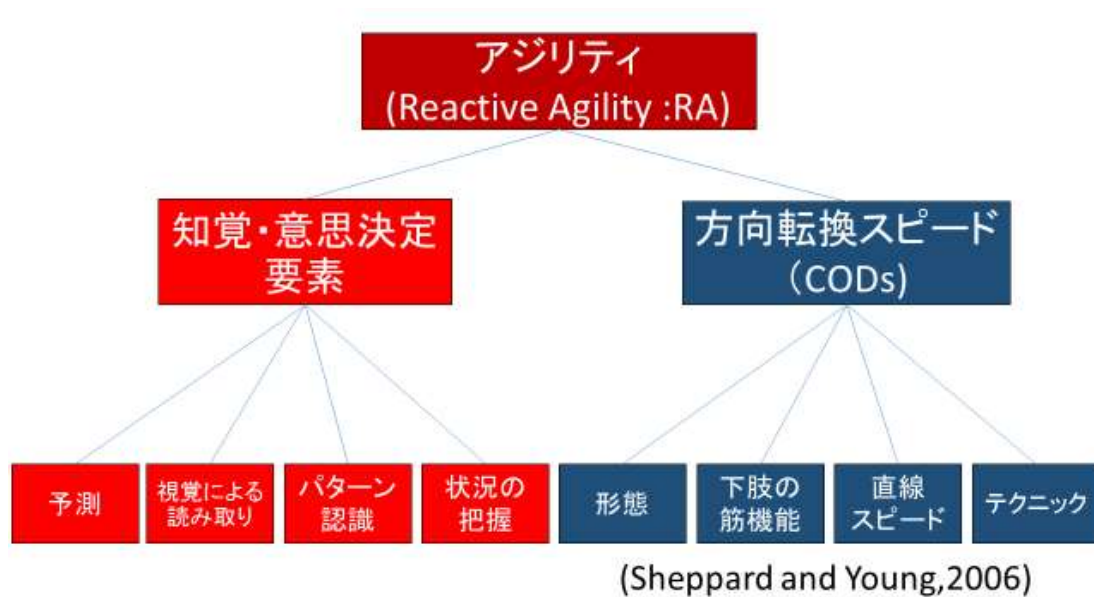 アジリティ
(Reactive Agility :RA)
知覚・意思決定
要素
方向転換スピード
（CODs)
予測
視覚による
読み取り
パターン
認識
状況の
把握
形態
下肢の
筋機能
直線
スピード
テクニック
(Sheppard and Young,2006)